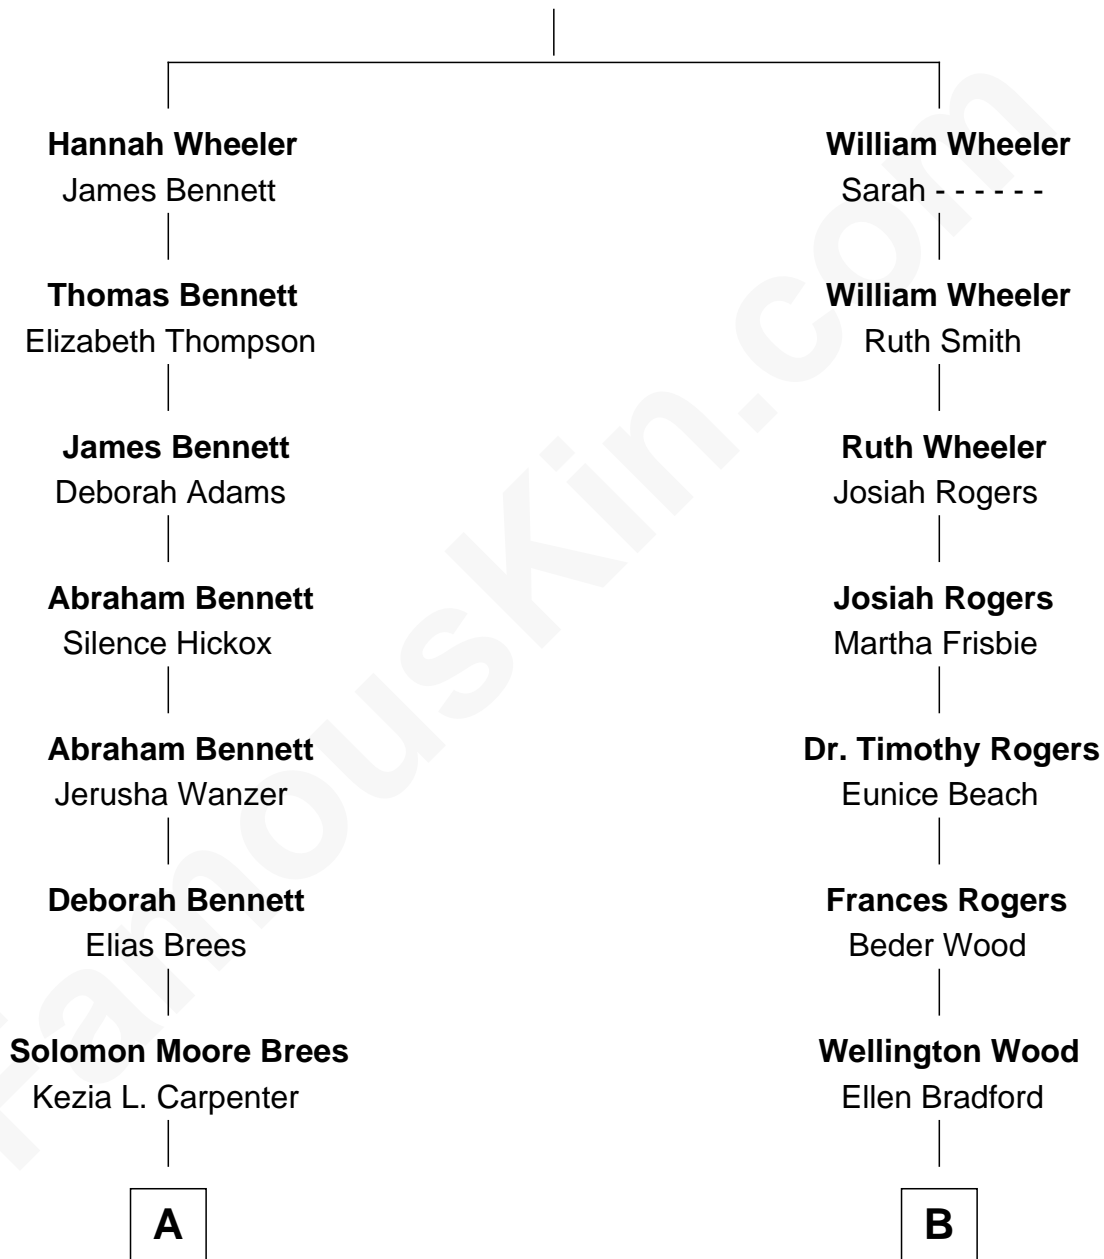 Hannah Wheeler
James Bennett
Thomas Bennett
Elizabeth Thompson
James Bennett
Deborah Adams
Abraham Bennett
Silence Hickox
Abraham Bennett
Jerusha Wanzer
Deborah Bennett
Elias Brees
Solomon Moore Brees
Kezia L. Carpenter
A
William Wheeler
Sarah - - - - - -
William Wheeler
Ruth Smith
Ruth Wheeler
Josiah Rogers
Josiah Rogers
Martha Frisbie
Dr. Timothy Rogers
Eunice Beach
Frances Rogers
Beder Wood
Wellington Wood
Ellen Bradford
B
FamousKin.com